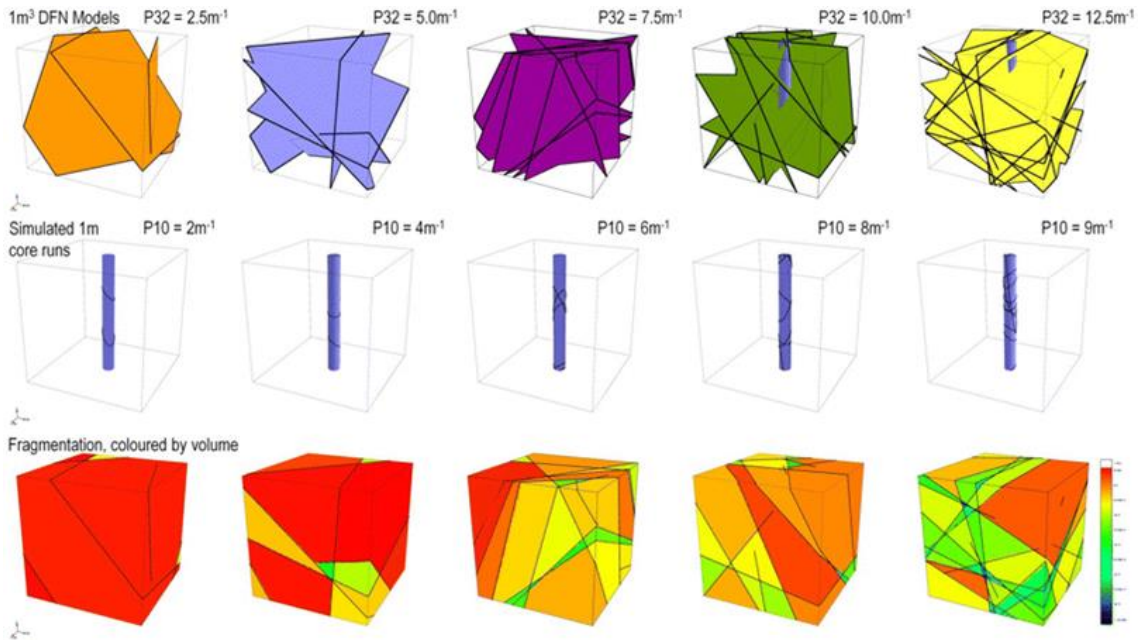 1m³ DFN Models P32 = 2.5m⁻¹ P32 = 5.0m⁻¹ P32 = 7.5m⁻¹ P32 = 10.0m⁻¹ P32 = 12.5m⁻¹
Simulated 1m P10 = 2m⁻¹ P10 = 4m⁻¹ P10 = 6m⁻¹ P10 = 8m⁻¹ P10 = 9m⁻¹
core runs
Fragmentation, coloured by volume